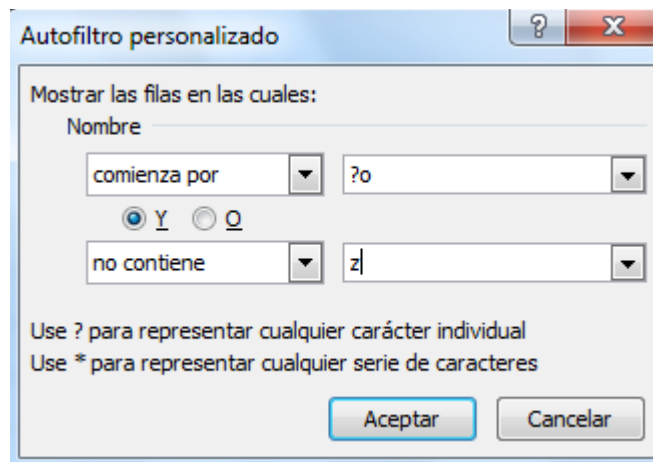 Autofiltro personalizado
?
X
Mostrar las filas en las cuales:
Nombre
comienza por ?o
Y O
no contiene z
Use ? para representar cualquier carácter individual
Use * para representar cualquier serie de caracteres
Aceptar Cancelar